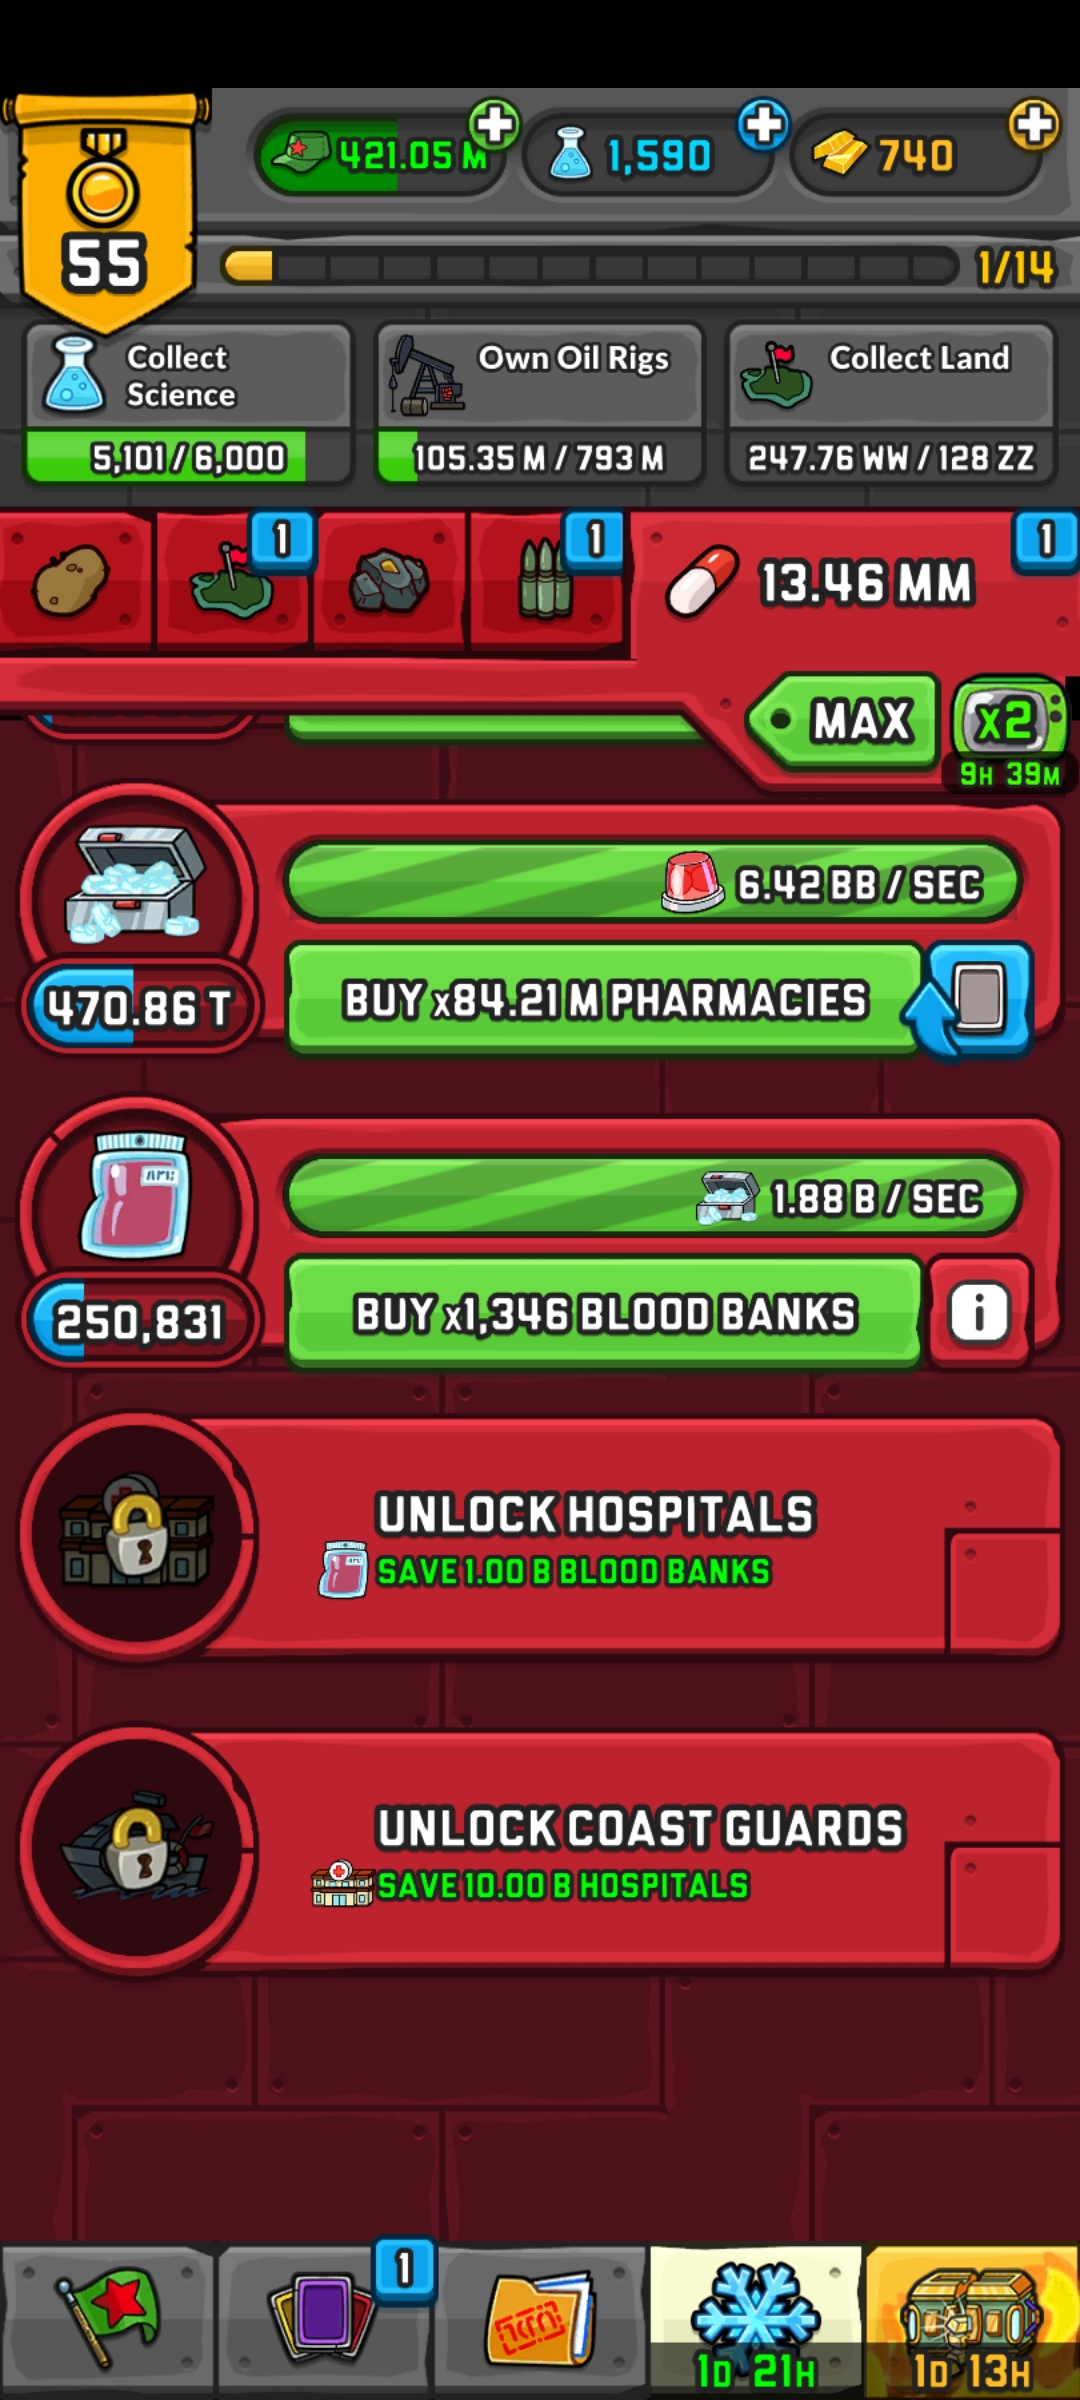 55
421.05 M
1,590
740
1/14
Collect
Science
5,101 / 6,000
Own Oil Rigs
105.35 M / 793 M
Collect Land
247.76 WW / 128 ZZ
1
1
13.46 MM
1
MAX
x2
9H 39M
6.42 BB / SEC
470.86 T
BUY x84.21 M PHARMACIES
1.88 B / SEC
250,831
BUY x1,346 BLOOD BANKS
i
UNLOCK HOSPITALS
SAVE 1.00 B BLOOD BANKS
UNLOCK COAST GUARDS
SAVE 10.00 B HOSPITALS
1
1D 21H
1D 13H